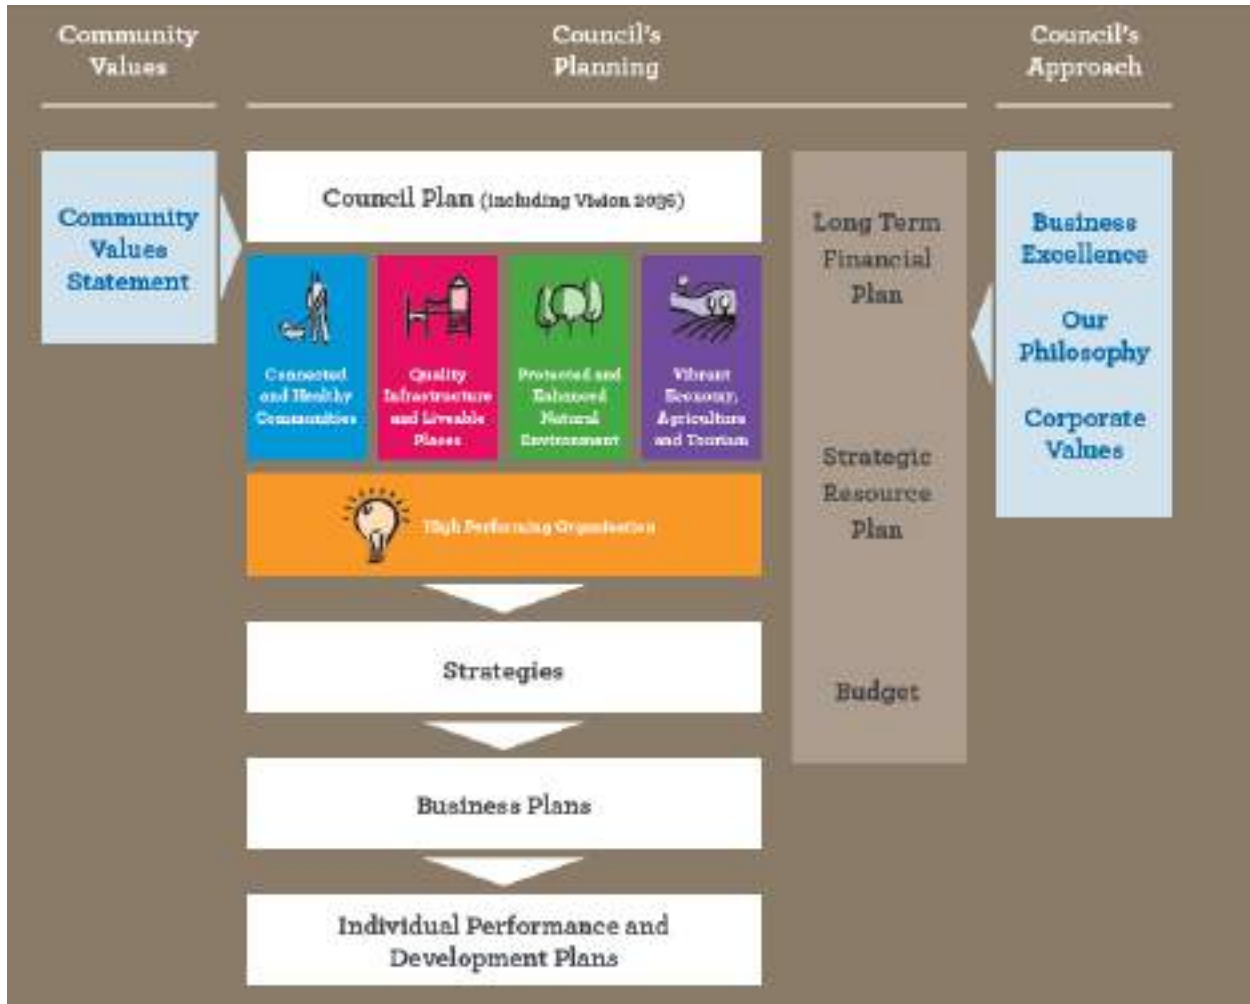 Community
Values
Council's
Planning
Council's
Approach
Community
Values
Statement
Council Plan (including Vision 2036)
Connected
and Healthy
Communities
Quality
Infrastructure
and Liveable
Places
Protected and
Enhanced
Natural
Environment
Vibrant
Economy,
Agriculture
and Tourism
High Performing Organisation
Strategies
Business Plans
Individual Performance and
Development Plans
Long Term
Financial
Plan
Strategic
Resource
Plan
Budget
Business
Excellence
Our
Philosophy
Corporate
Values